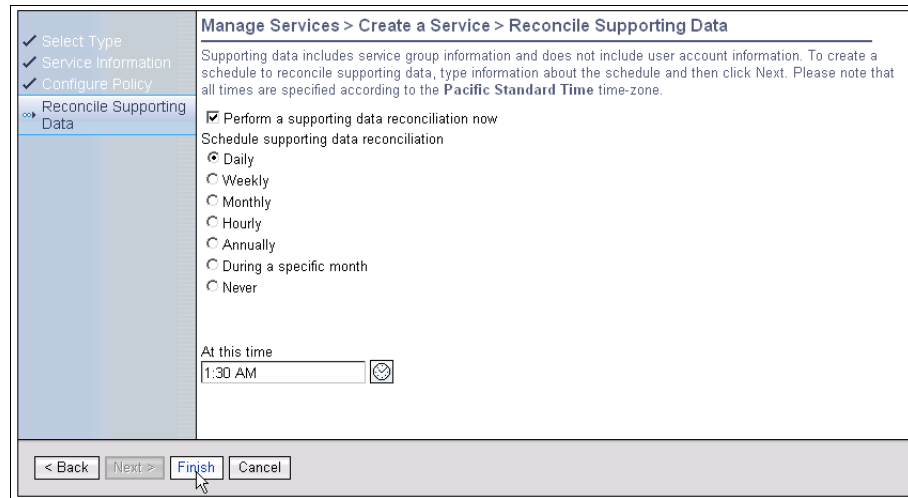 Select Type
Service Information
Configure Policy
Reconcile Supporting
Data
Manage Services > Create a Service > Reconcile Supporting Data
Supporting data includes service group information and does not include user account information. To create a
schedule to reconcile supporting data, type information about the schedule and then click Next. Please note that
all times are specified according to the Pacific Standard Time time-zone.
Perform a supporting data reconciliation now
Schedule supporting data reconciliation
Daily
Weekly
Monthly
Hourly
Annually
During a specific month
Never
At this time
1:30 AM
< Back
Next >
Finish
Cancel